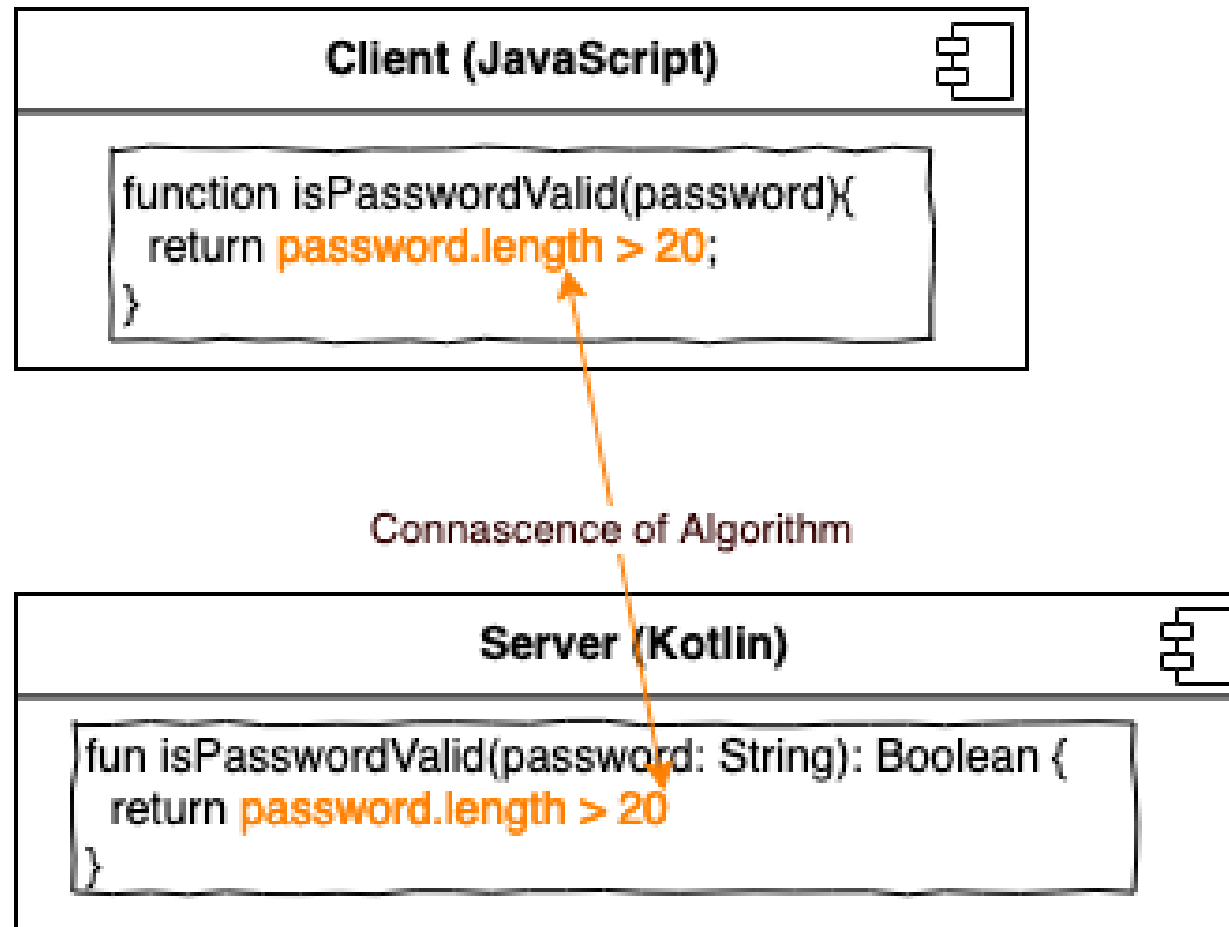 Client (JavaScript)
function isPasswordValid(password){
return password.length > 20;
}
Connascence of Algorithm
Server (Kotlin)
fun isPasswordValid(password: String): Boolean {
return password.length > 20
}